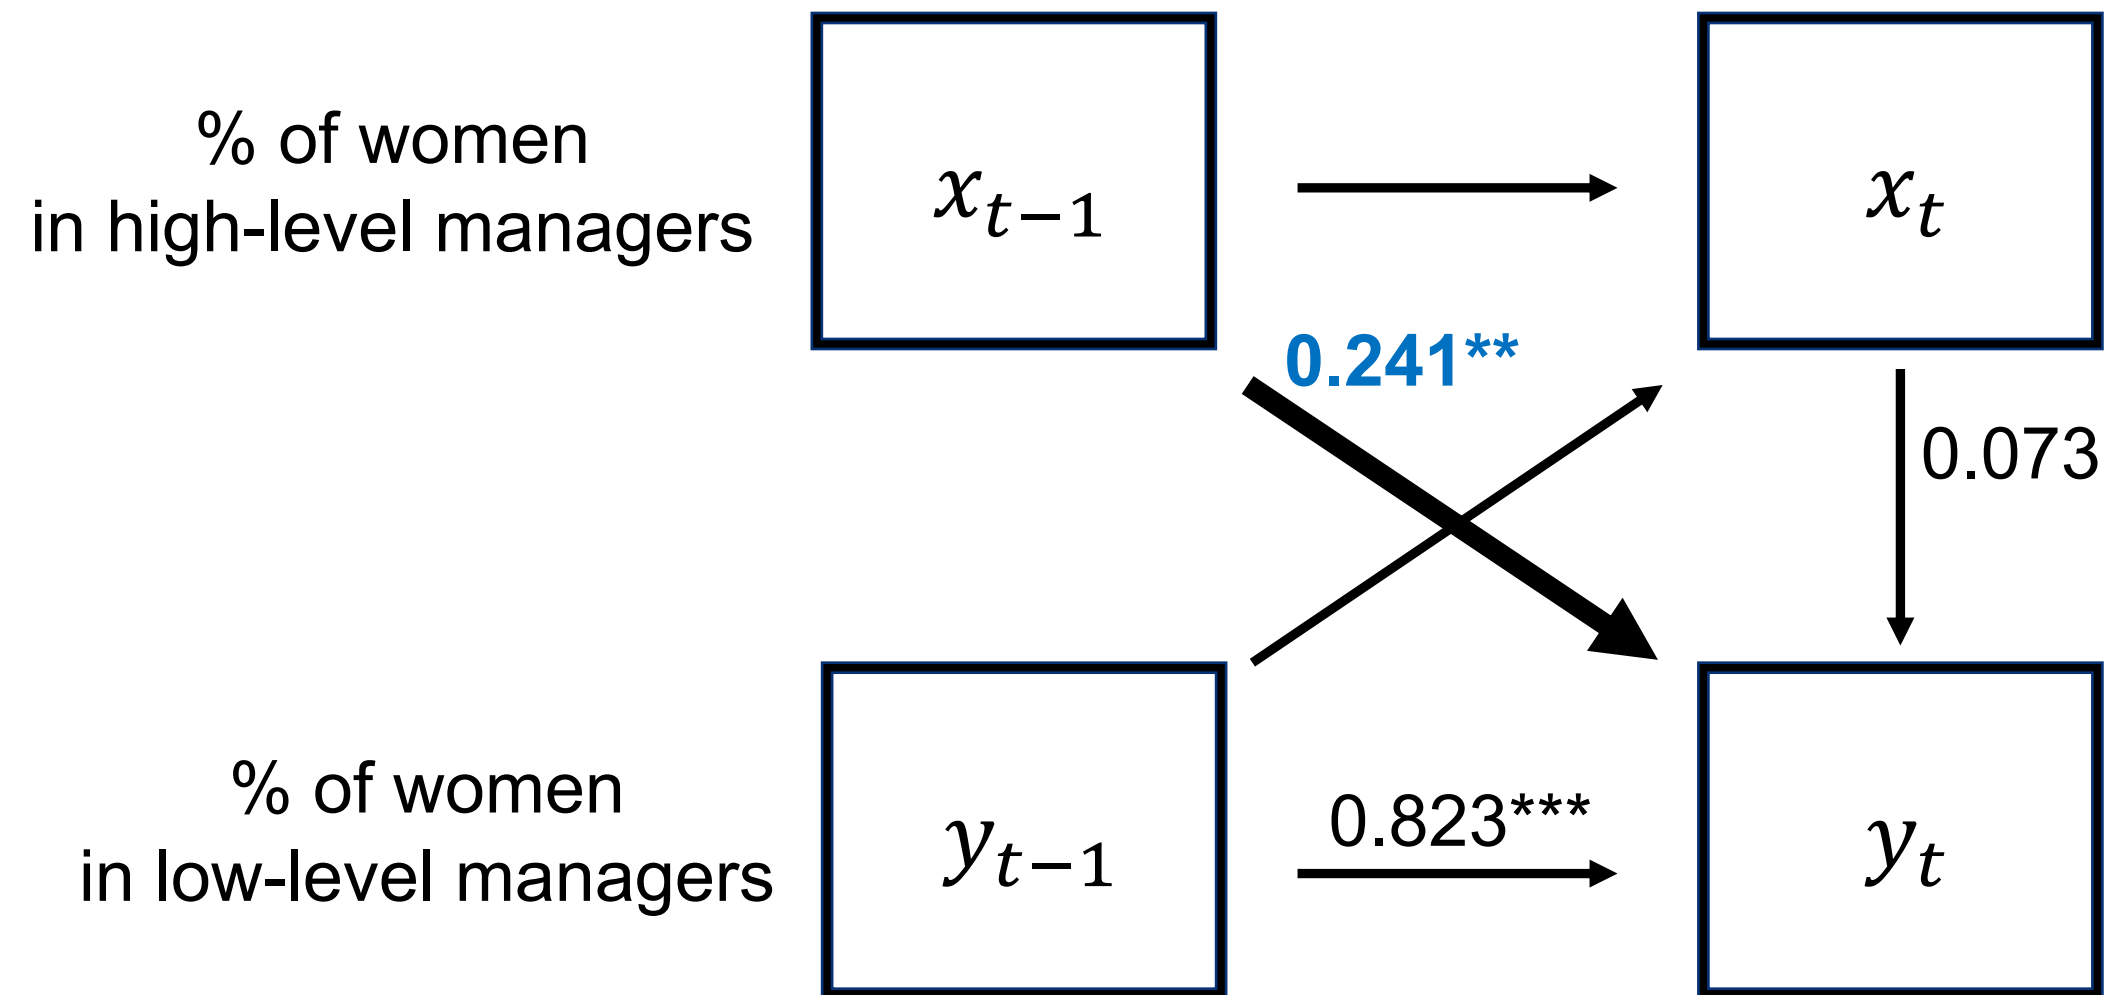 % of women
in high-level managers
x_{t−1}
x_t
0.241**
0.073
% of women
in low-level managers
y_{t−1}
0.823***
y_t